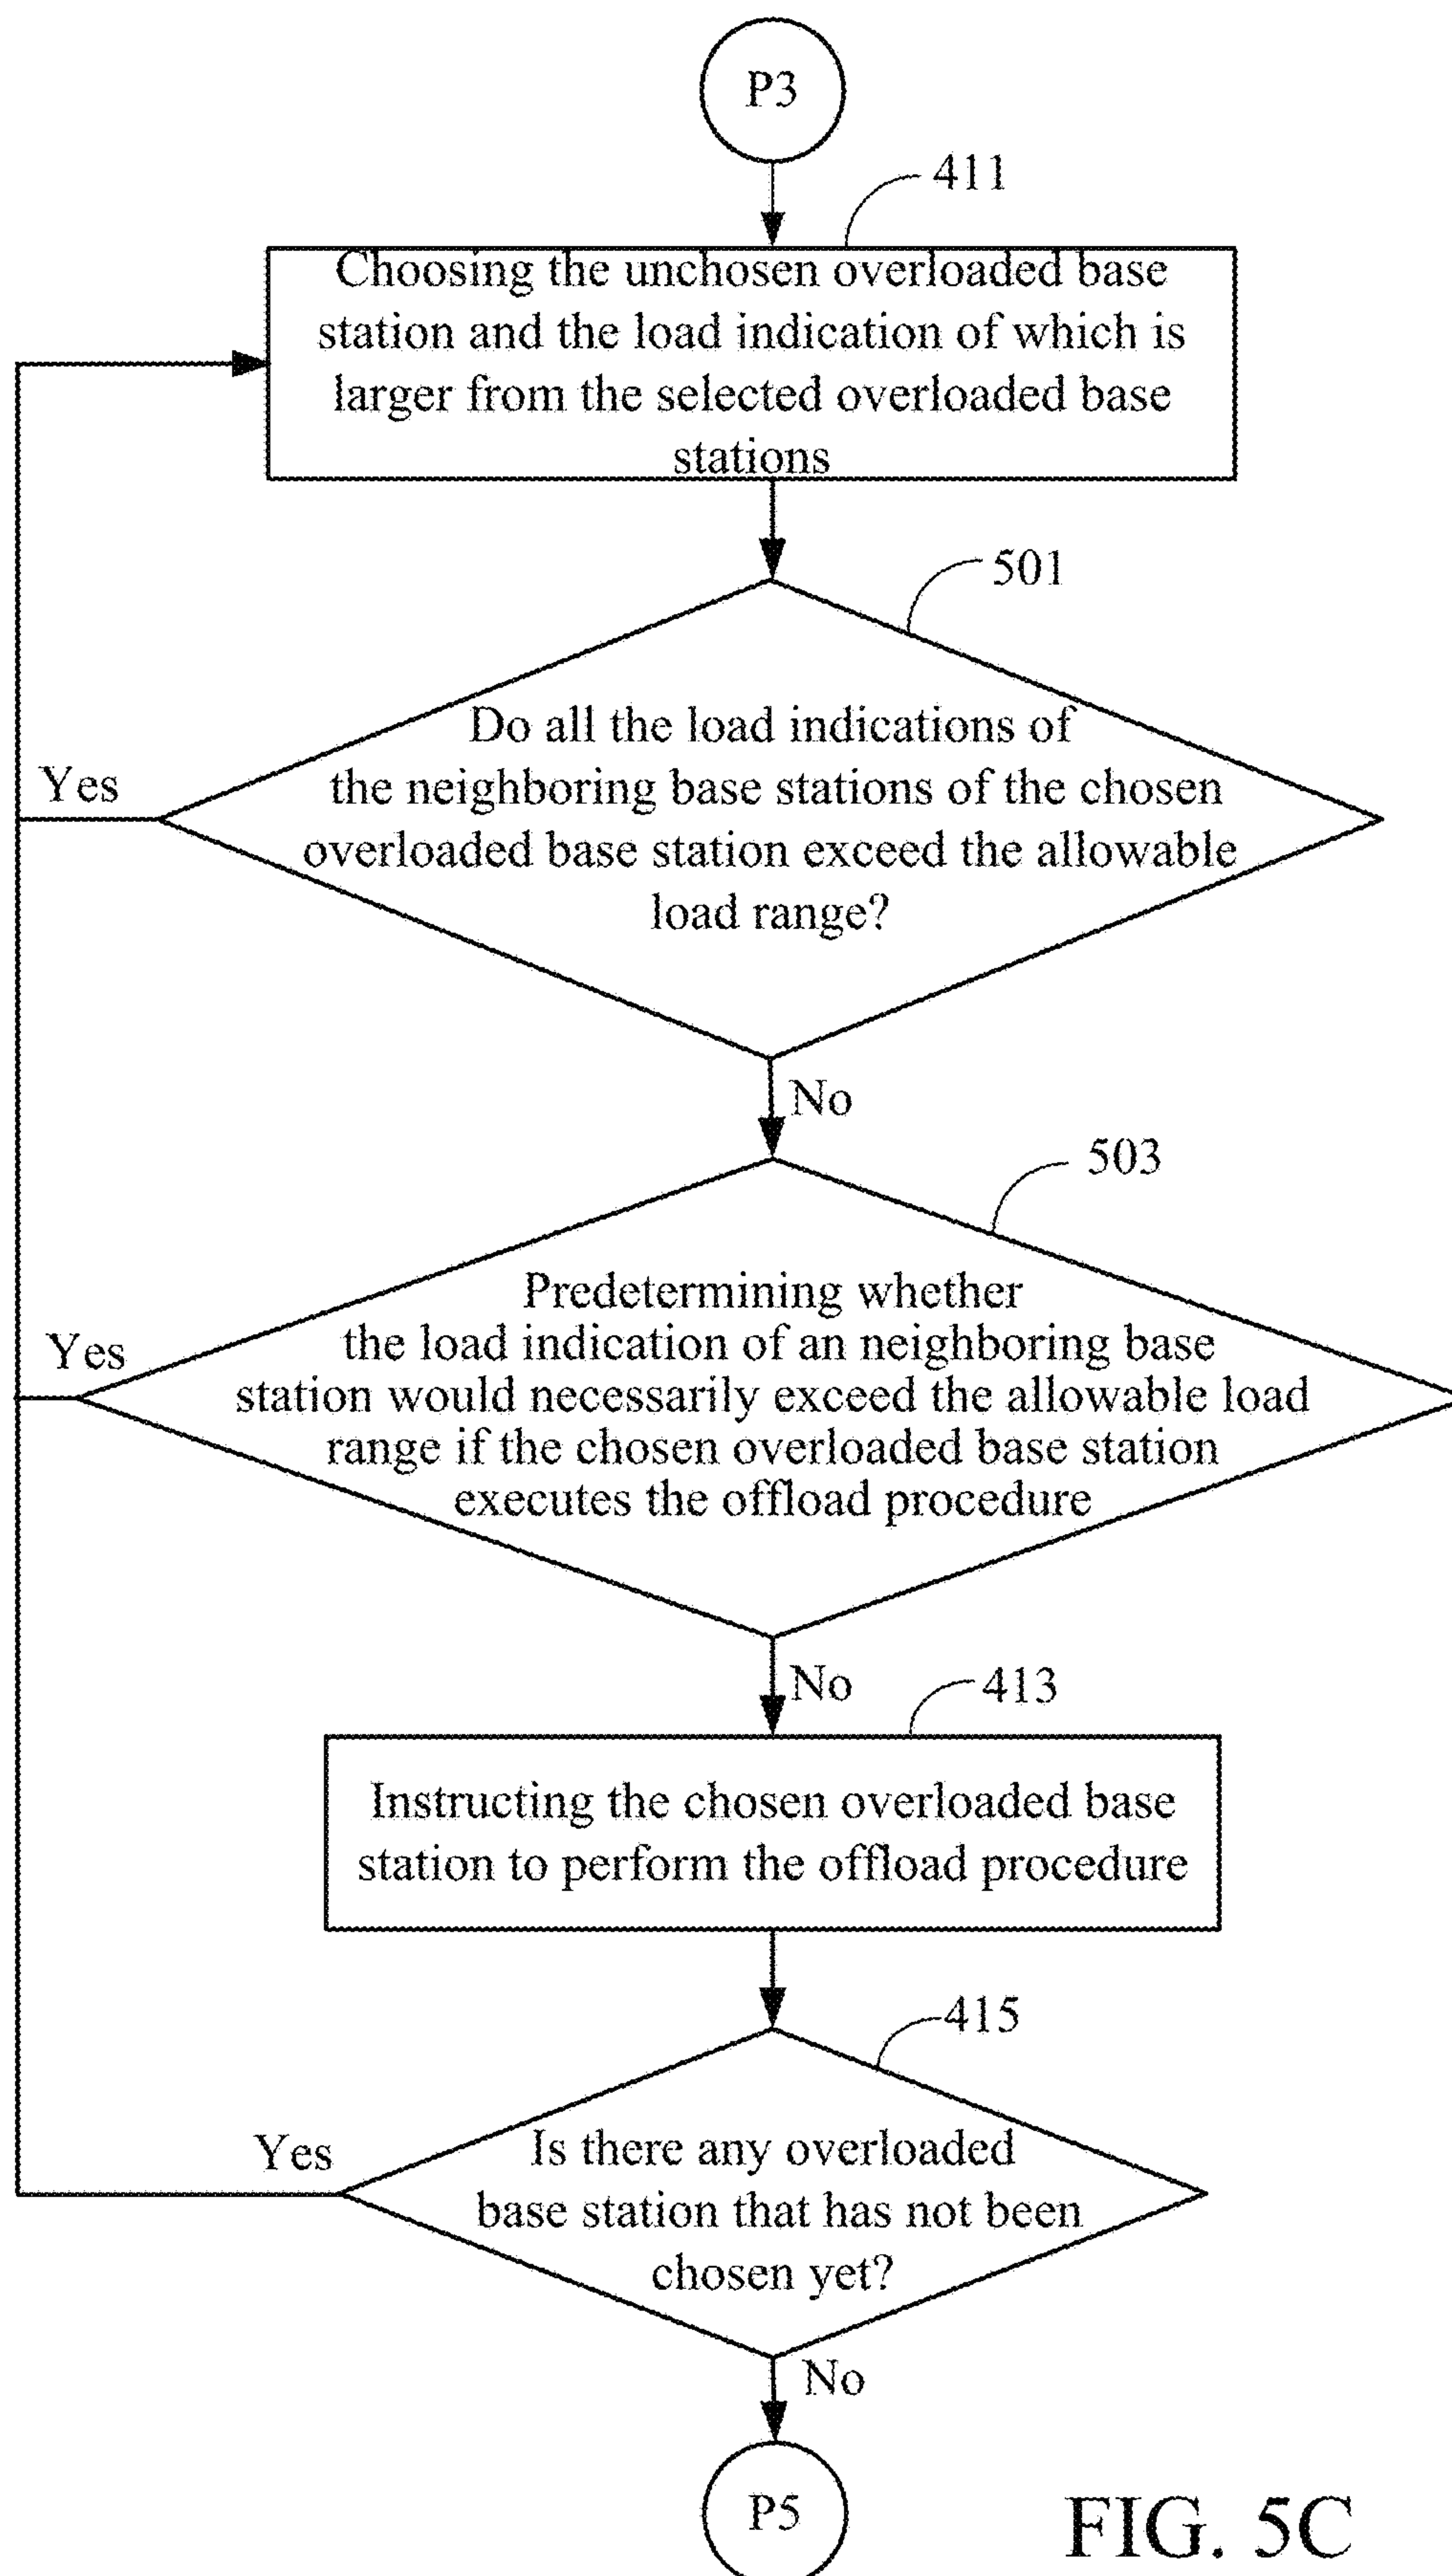 P3
411
Choosing the unchosen overloaded base
station and the load indication of which is
larger from the selected overloaded base
stations
501
Do all the load indications of
the neighboring base stations of the chosen
overloaded base station exceed the allowable
load range?
Yes
No
503
Predetermining whether
the load indication of an neighboring base
station would necessarily exceed the allowable load
range if the chosen overloaded base station
executes the offload procedure
Yes
No
413
Instructing the chosen overloaded base
station to perform the offload procedure
415
Is there any overloaded
base station that has not been
chosen yet?
Yes
No
P5
FIG. 5C